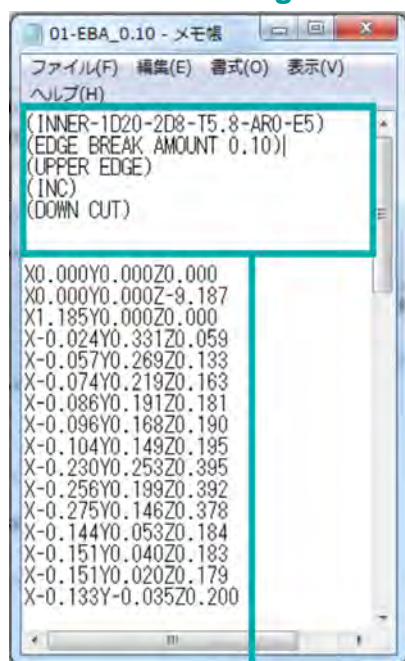 01-EBA_0.10 - メモ帳
ファイル(F) 編集(E) 書式(O) 表示(V)
ヘルプ(H)
(INNER-1D20-2D8-T5.8-AR0-E5)
(EDGE BREAK AMOUNT 0.10)
(UPPER EDGE)
(INC)
(DOWN CUT)
X0.000Y0.000Z0.000
X0.000Y0.000Z-9.187
X1.185Y0.000Z0.000
X-0.024Y0.331Z0.059
X-0.057Y0.269Z0.133
X-0.074Y0.219Z0.163
X-0.086Y0.191Z0.181
X-0.096Y0.168Z0.190
X-0.104Y0.149Z0.195
X-0.230Y0.253Z0.395
X-0.256Y0.199Z0.392
X-0.275Y0.146Z0.378
X-0.144Y0.053Z0.184
X-0.151Y0.040Z0.183
X-0.151Y0.020Z0.179
X-0.133Y-0.035Z0.200